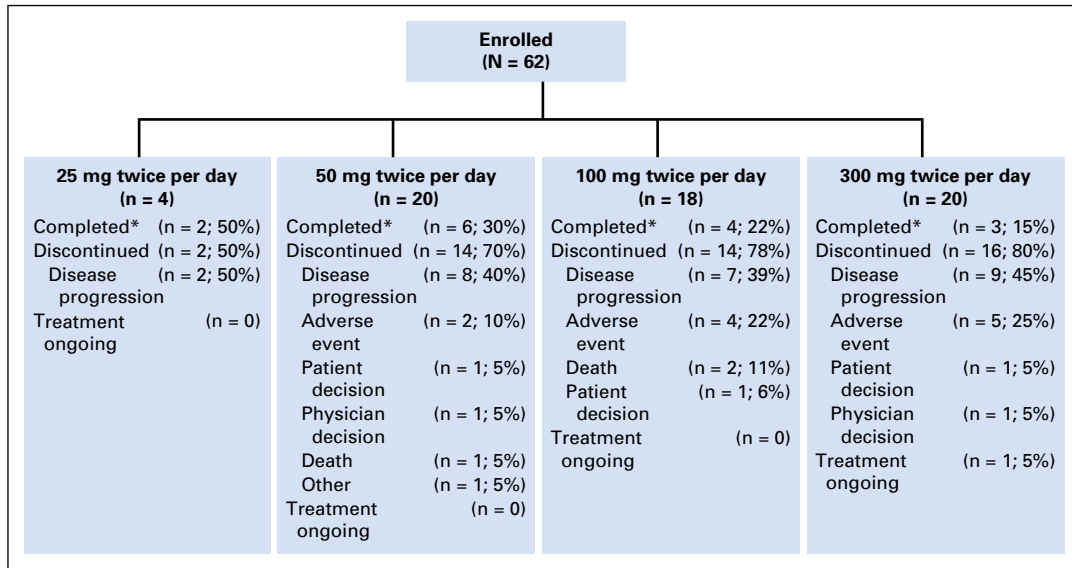 Enrolled
(N = 62)
25 mg twice per day
(n = 4)
Completed* (n = 2; 50%)
Discontinued (n = 2; 50%)
Disease (n = 2; 50%)
progression
Treatment (n = 0)
ongoing
50 mg twice per day
(n = 20)
Completed* (n = 6; 30%)
Discontinued (n = 14; 70%)
Disease (n = 8; 40%)
progression
Adverse (n = 2; 10%)
event
Patient (n = 1; 5%)
decision
Physician (n = 1; 5%)
decision
Death (n = 1; 5%)
Other (n = 1; 5%)
Treatment (n = 0)
ongoing
100 mg twice per day
(n = 18)
Completed* (n = 4; 22%)
Discontinued (n = 14; 78%)
Disease (n = 7; 39%)
progression
Adverse (n = 4; 22%)
event
Death (n = 2; 11%)
Patient (n = 1; 6%)
decision
Treatment (n = 0)
ongoing
300 mg twice per day
(n = 20)
Completed* (n = 3; 15%)
Discontinued (n = 16; 80%)
Disease (n = 9; 45%)
progression
Adverse (n = 5; 25%)
event
Patient (n = 1; 5%)
decision
Physician (n = 1; 5%)
decision
Treatment (n = 1; 5%)
ongoing